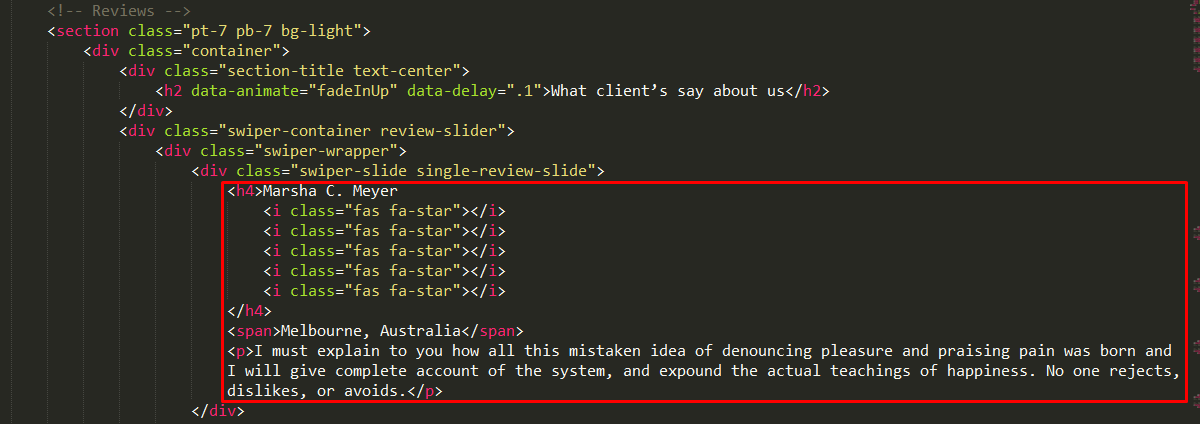 <!-- Reviews -->
<section class="pt-7 pb-7 bg-light">
<div class="container">
<div class="section-title text-center">
<h2 data-animate="fadeInUp" data-delay=".1">What client’s say about us</h2>
</div>
<div class="swiper-container review-slider">
<div class="swiper-wrapper">
<div class="swiper-slide single-review-slide">
<h4>Marsha C. Meyer
<i class="fas fa-star"></i>
<i class="fas fa-star"></i>
<i class="fas fa-star"></i>
<i class="fas fa-star"></i>
<i class="fas fa-star"></i>
</h4>
<span>Melbourne, Australia</span>
<p>I must explain to you how all this mistaken idea of denouncing pleasure and praising pain was born and
I will give complete account of the system, and expound the actual teachings of happiness. No one rejects,
dislikes, or avoids.</p>
</div>